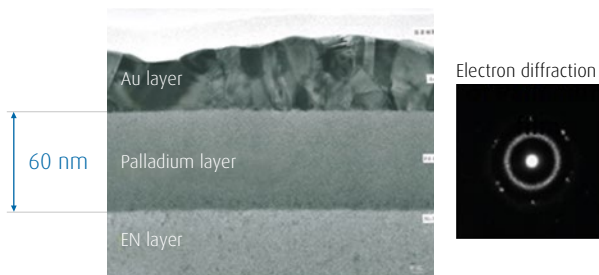 Au layer
Electron diffraction
60 nm
Palladium layer
EN layer